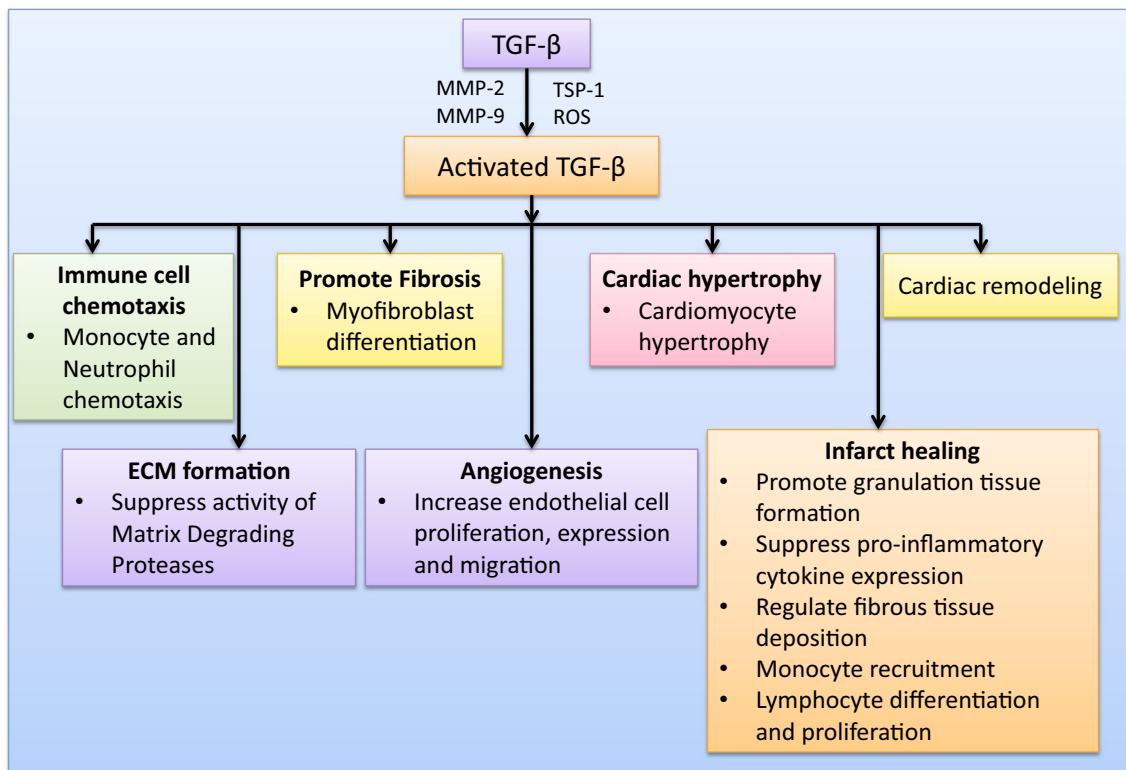 TGF-β
MMP-2
MMP-9
TSP-1
ROS
Activated TGF-β
Immune cell
chemotaxis
• Monocyte and
Neutrophil
chemotaxis
Promote Fibrosis
• Myofibroblast
differentiation
Cardiac hypertrophy
• Cardiomyocyte
hypertrophy
Cardiac remodeling
ECM formation
• Suppress activity of
Matrix Degrading
Proteases
Angiogenesis
• Increase endothelial cell
proliferation, expression
and migration
Infarct healing
• Promote granulation tissue
formation
• Suppress pro-inflammatory
cytokine expression
• Regulate fibrous tissue
deposition
• Monocyte recruitment
• Lymphocyte differentiation
and proliferation